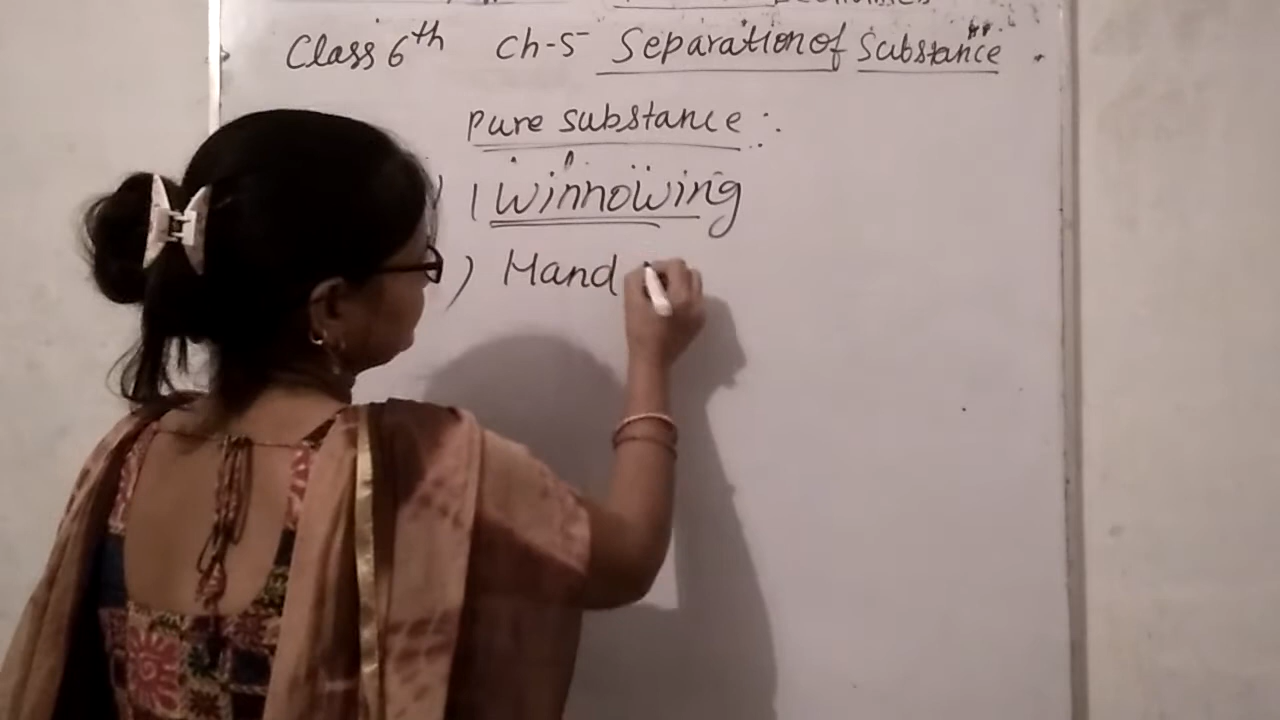 Class 6th Ch-5 Separation of Substance
Pure substance :
Winnowing
) Hand